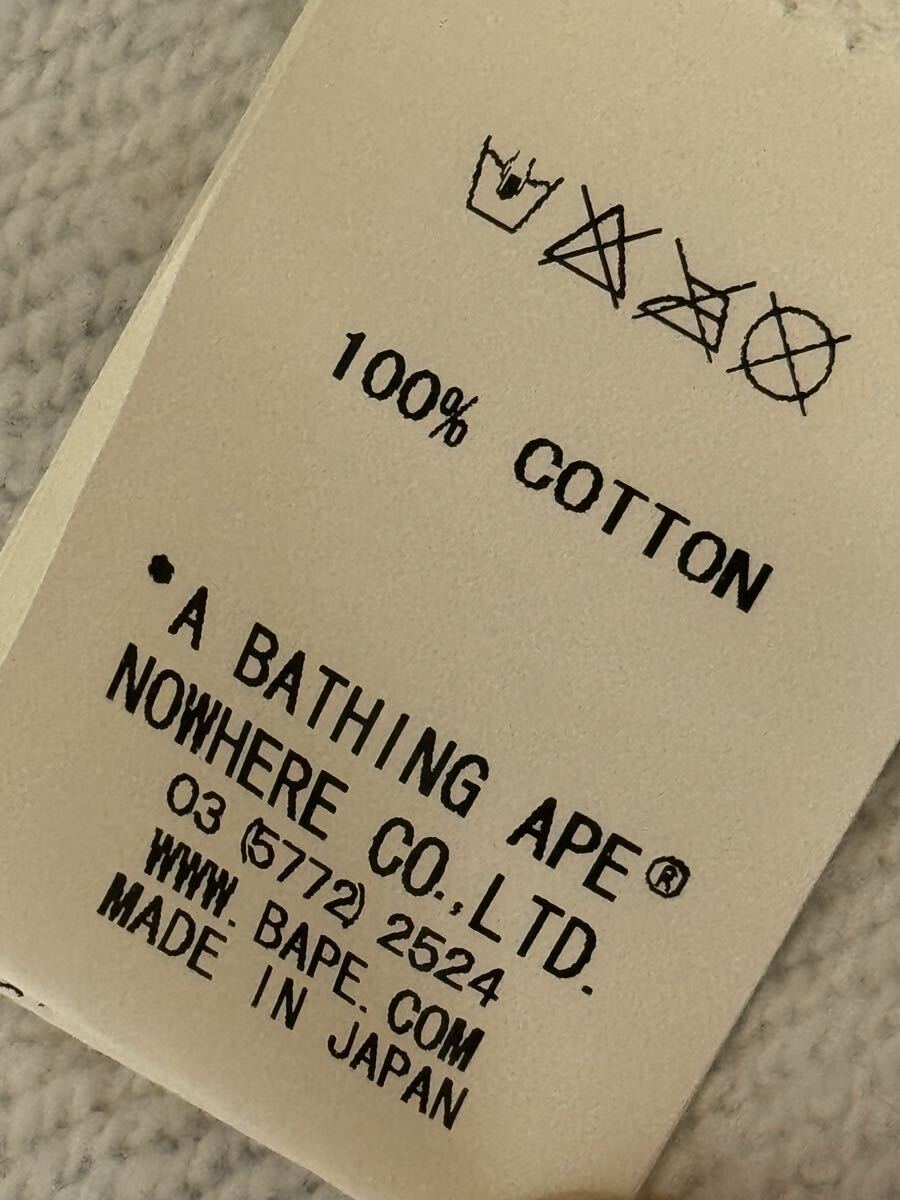 100% COTTON
•A BATHING APE®
NOWHERE CO.,LTD.
03 (5772) 2524
WWW. BAPE. COM
MADE IN JAPAN